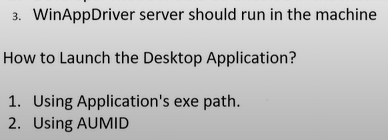 3. WinAppDriver server should run in the machine
How to Launch the Desktop Application?
1. Using Application's exe path.
2. Using AUMID